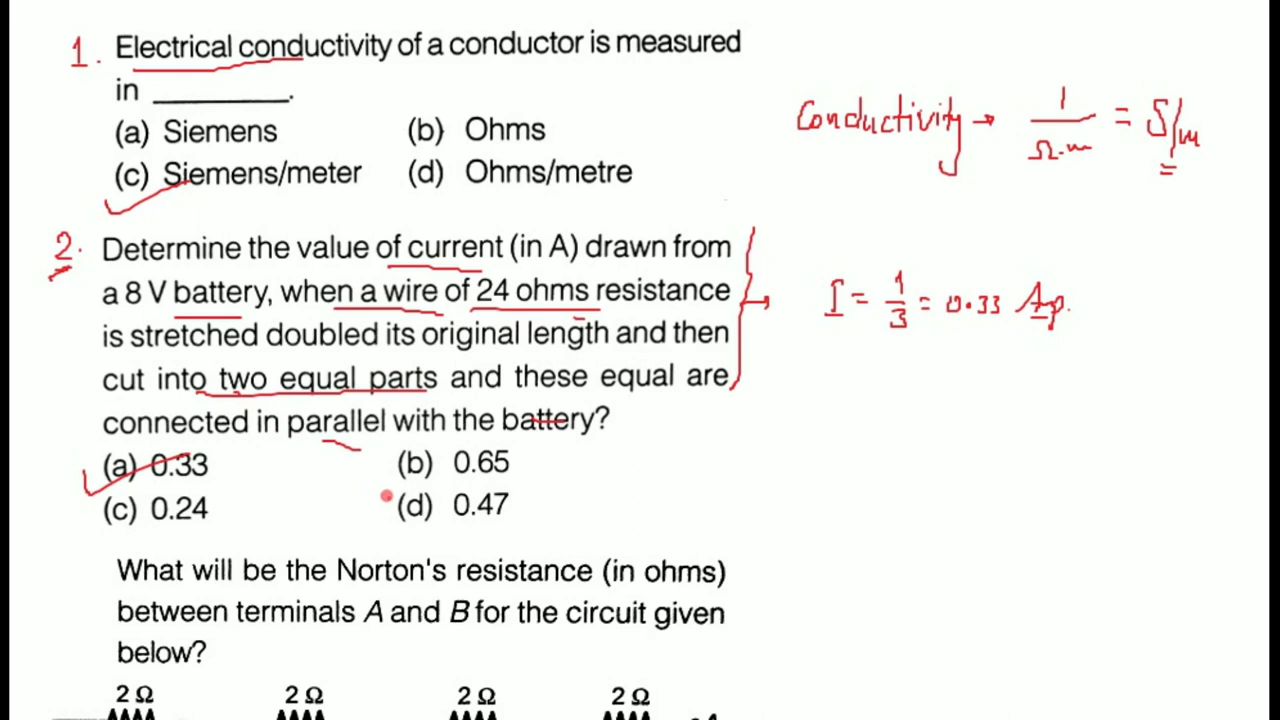 1. Electrical conductivity of a conductor is measured
in ________.
(a) Siemens (b) Ohms
(c) Siemens/meter (d) Ohms/metre
Conductivity → 1/Ω.m = S/m
2. Determine the value of current (in A) drawn from
a 8 V battery, when a wire of 24 ohms resistance
is stretched doubled its original length and then
cut into two equal parts and these equal are
connected in parallel with the battery?
I = 1/3 = 0.33 Ap.
(a) 0.33 (b) 0.65
(c) 0.24 (d) 0.47
What will be the Norton's resistance (in ohms)
between terminals A and B for the circuit given
below?
2 Ω 2 Ω 2 Ω 2 Ω